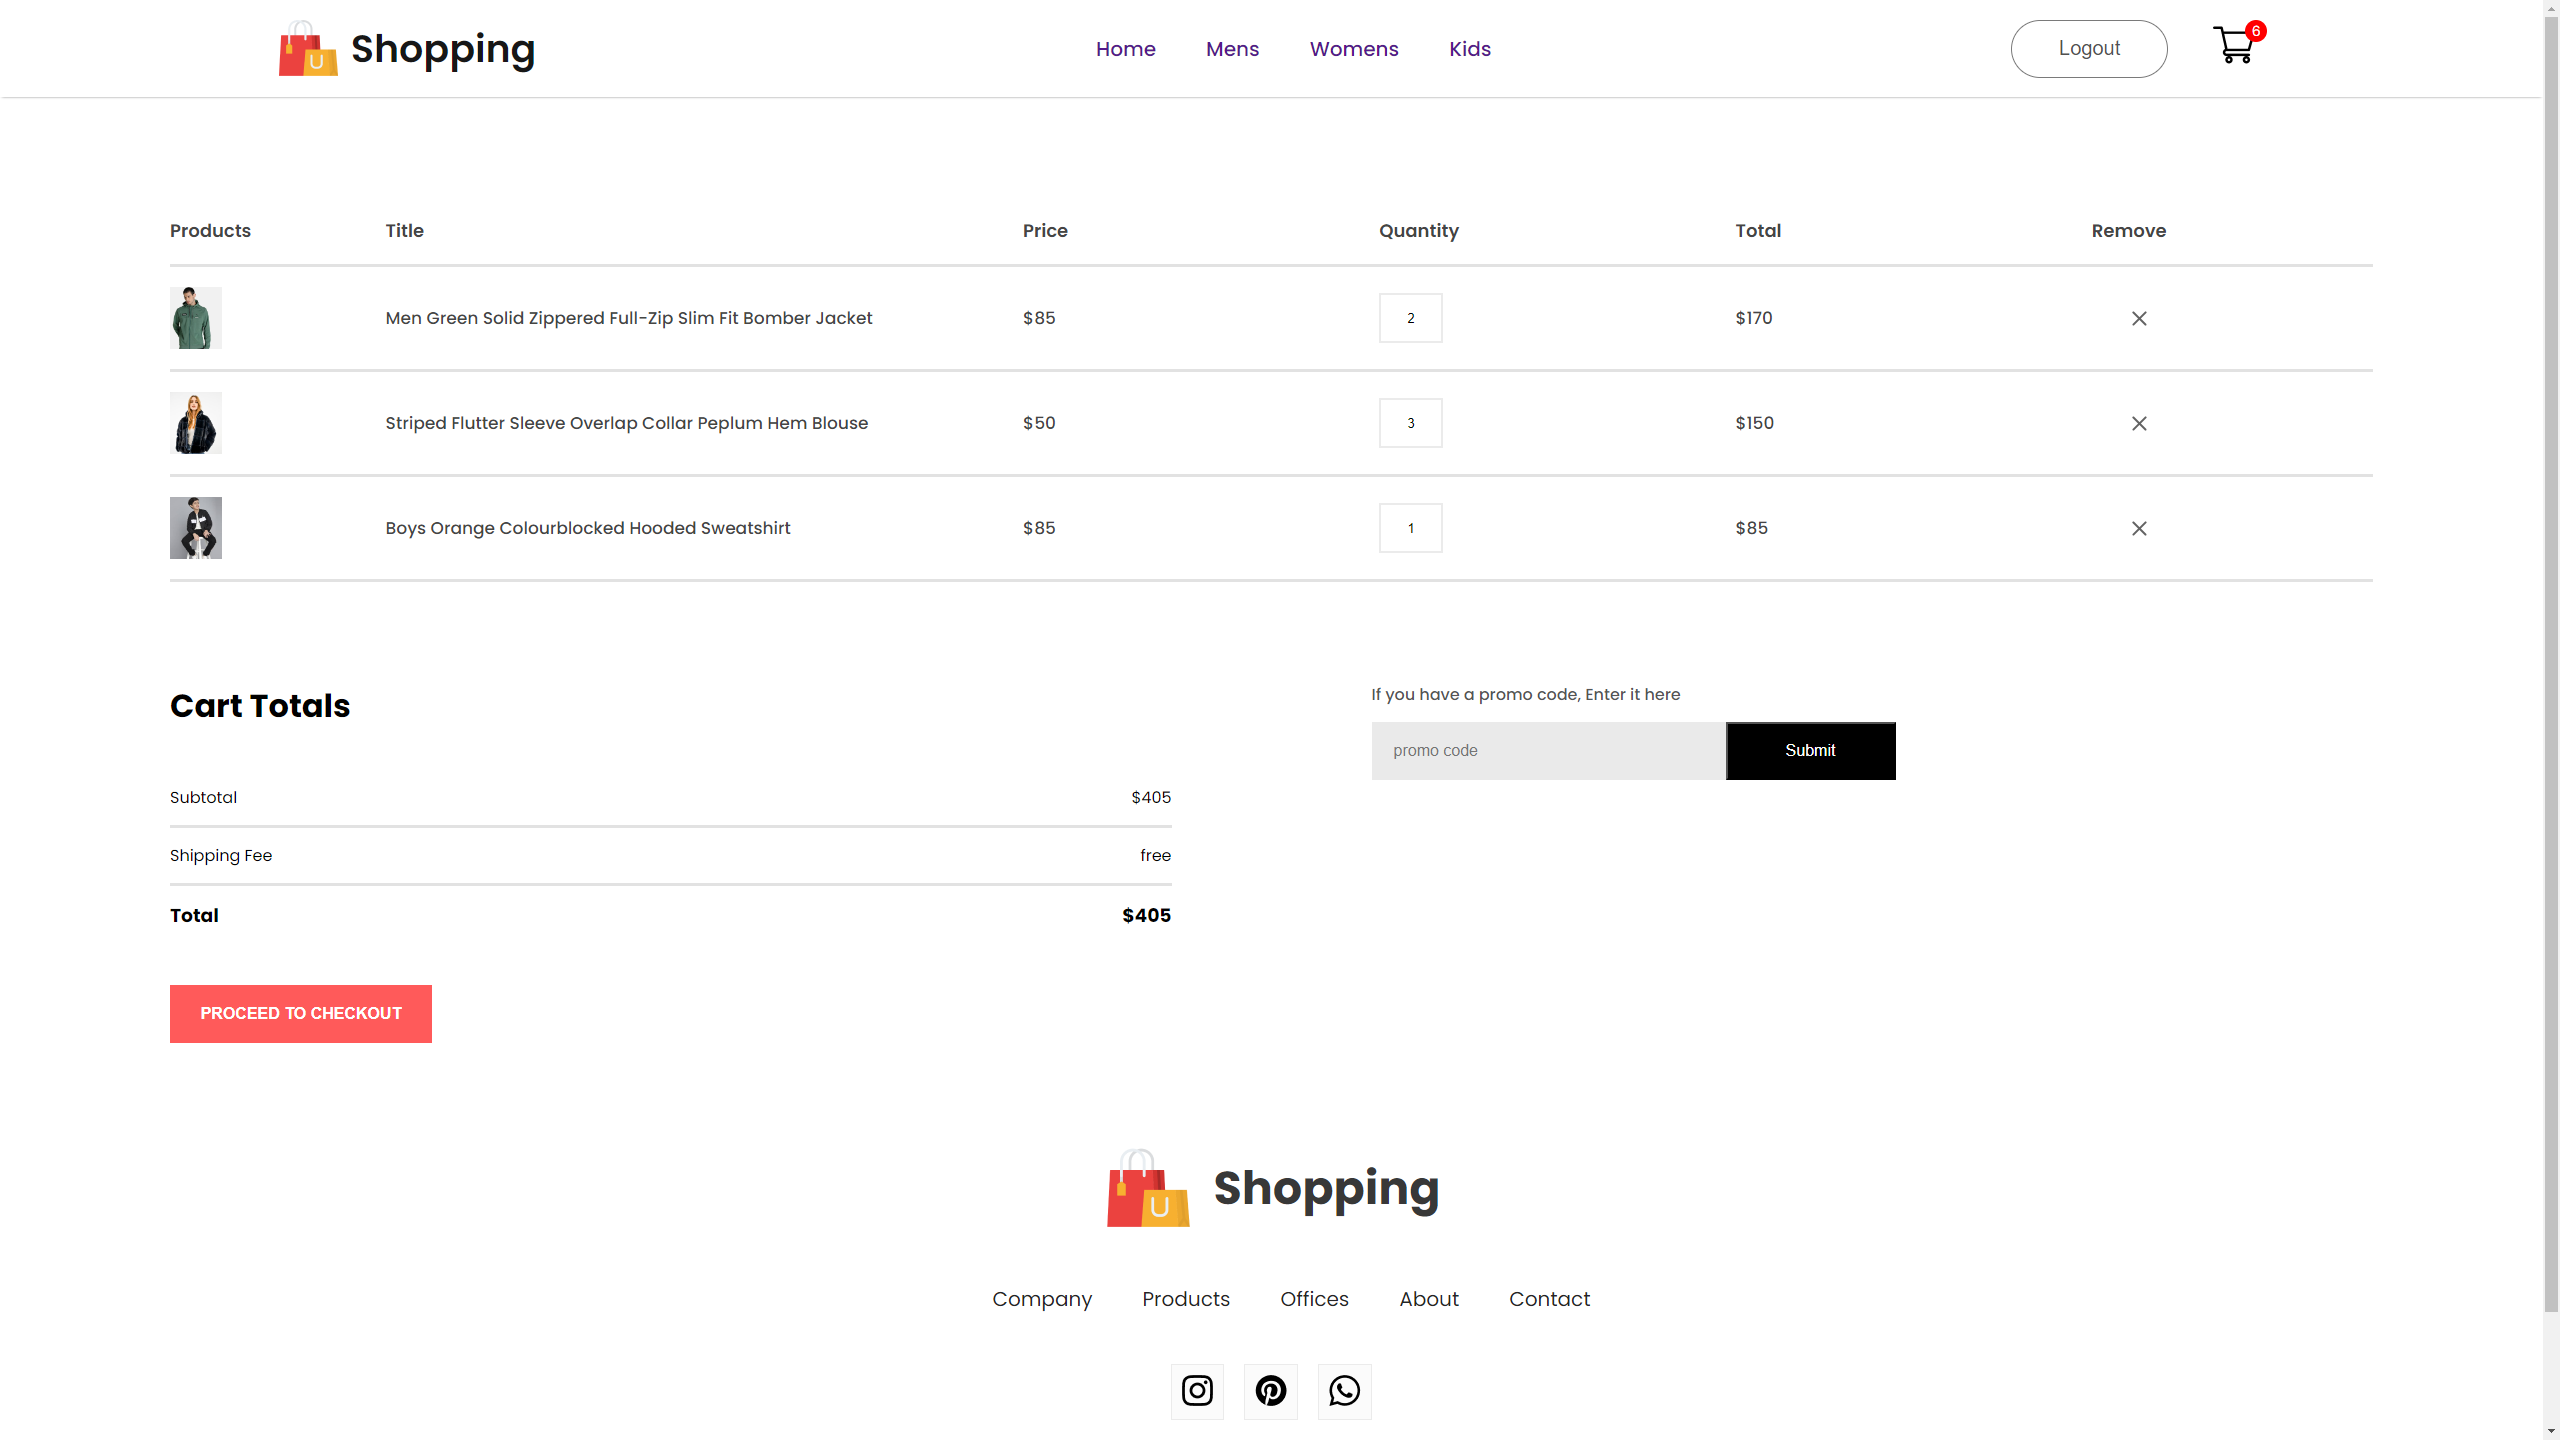 Shopping Home Mens Womens Kids Logout 6
Products Title Price Quantity Total Remove
Men Green Solid Zippered Full-Zip Slim Fit Bomber Jacket $85 2 $170
Striped Flutter Sleeve Overlap Collar Peplum Hem Blouse $50 3 $150
Boys Orange Colourblocked Hooded Sweatshirt $85 1 $85
Cart Totals
Subtotal $405
Shipping Fee free
Total $405
PROCEED TO CHECKOUT
If you have a promo code, Enter it here
promo code Submit
U Shopping
Company Products Offices About Contact